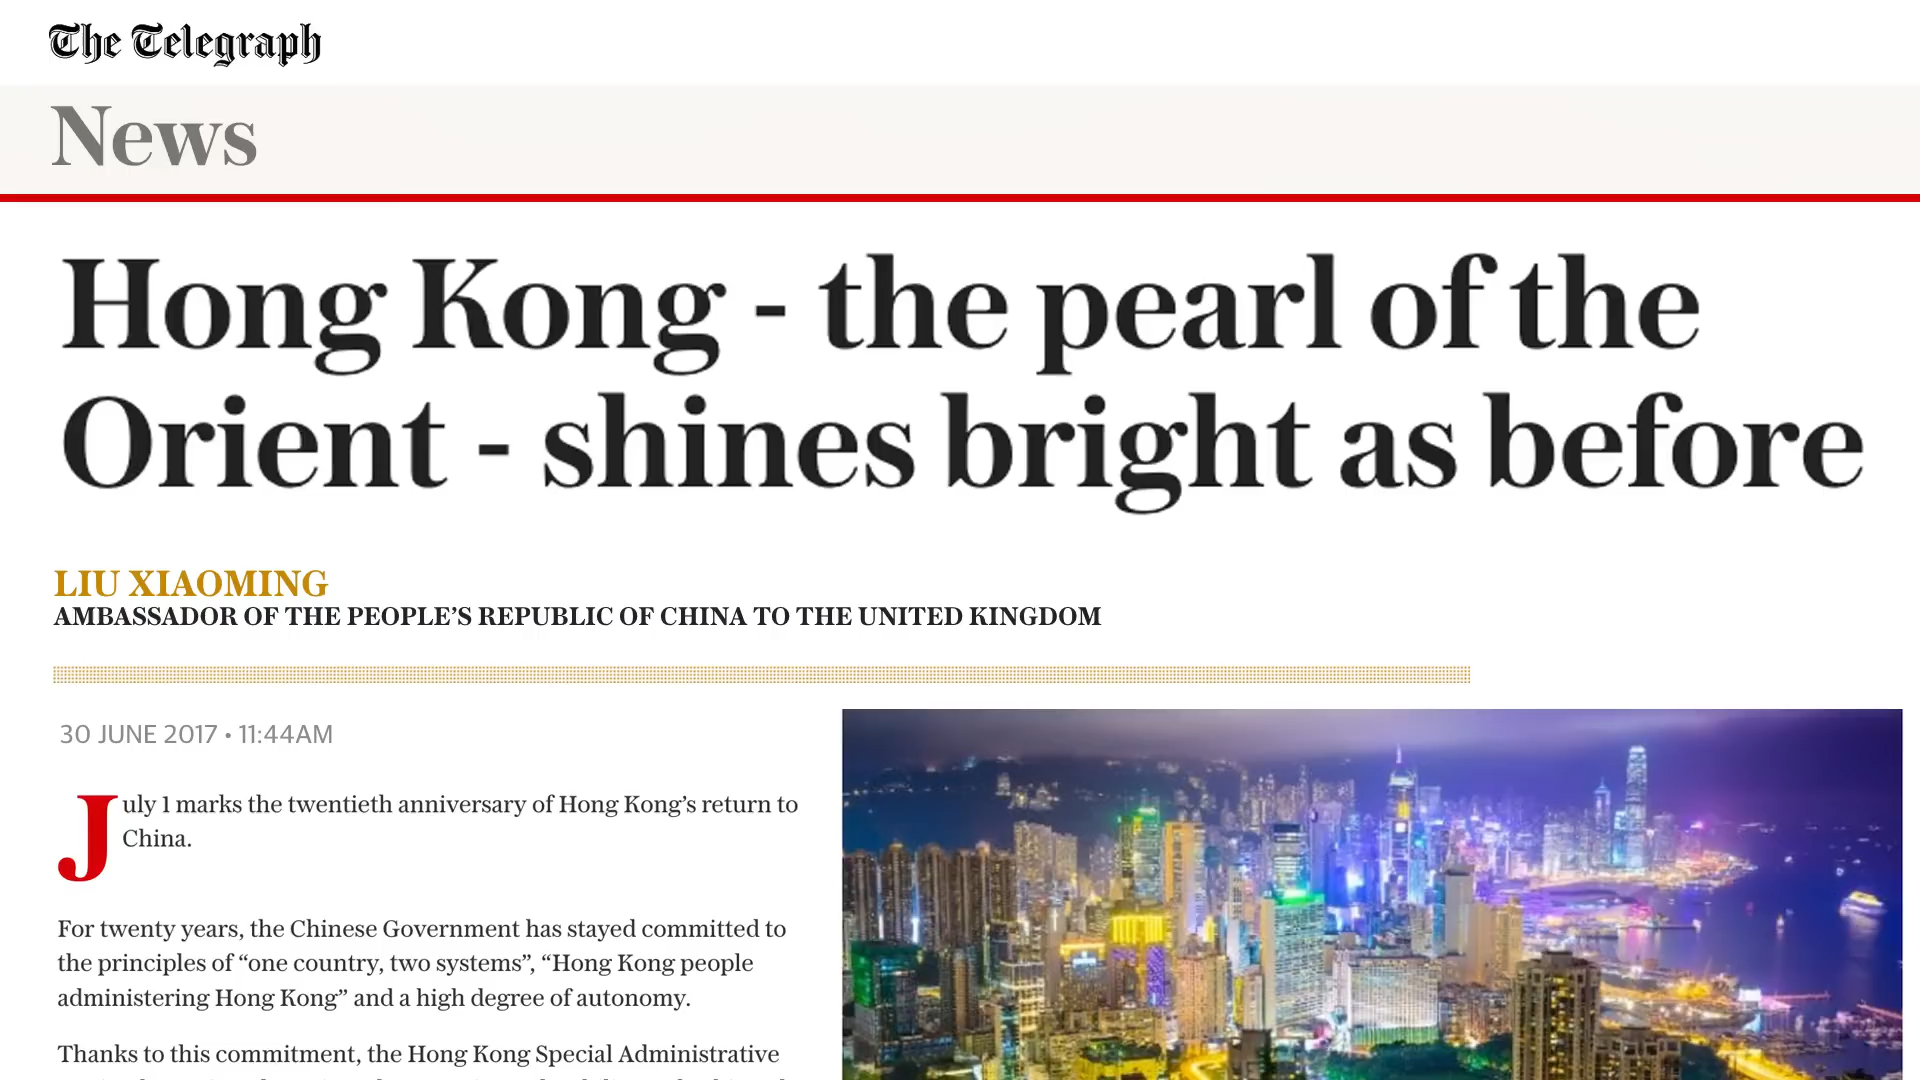 The Telegraph
News
Hong Kong - the pearl of the
Orient - shines bright as before
LIU XIAOMING
AMBASSADOR OF THE PEOPLE’S REPUBLIC OF CHINA TO THE UNITED KINGDOM
30 JUNE 2017 • 11:44AM
July 1 marks the twentieth anniversary of Hong Kong’s return to
China.
For twenty years, the Chinese Government has stayed committed to
the principles of “one country, two systems”, “Hong Kong people
administering Hong Kong” and a high degree of autonomy.
Thanks to this commitment, the Hong Kong Special Administrative